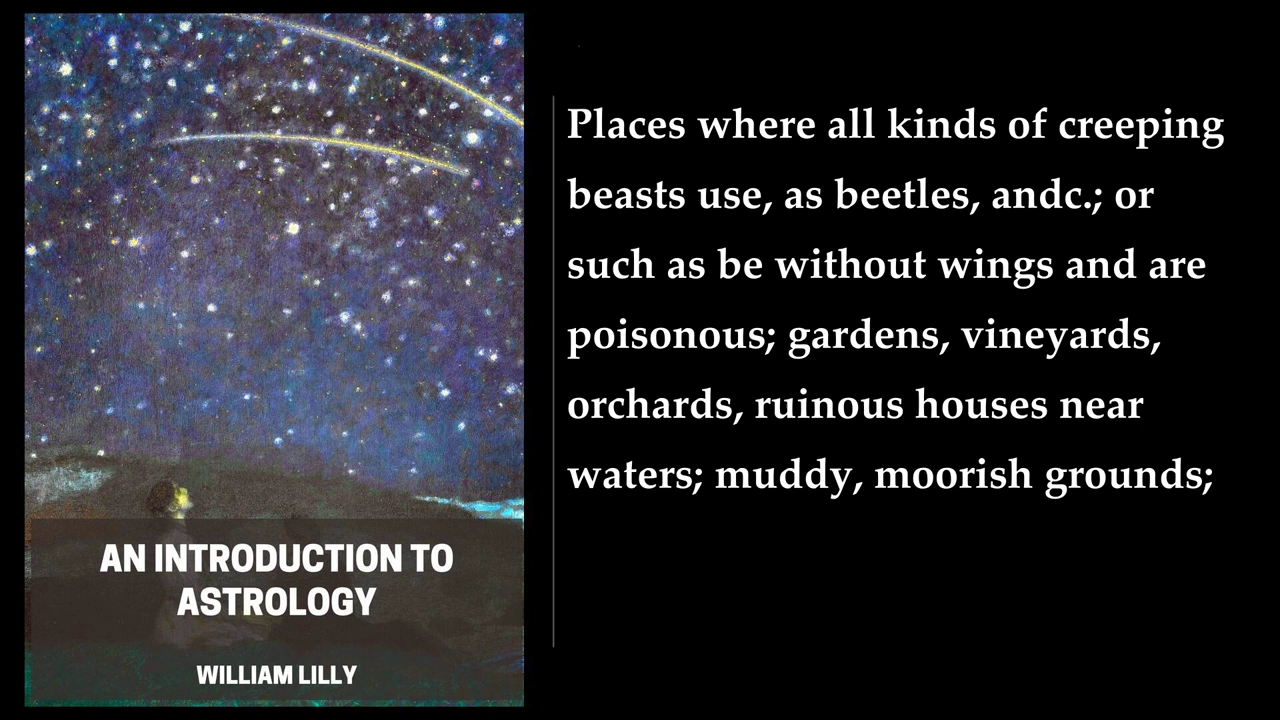 AN INTRODUCTION TO
ASTROLOGY
WILLIAM LILLY
Places where all kinds of creeping
beasts use, as beetles, andc.; or
such as be without wings and are
poisonous; gardens, vineyards,
orchards, ruinous houses near
waters; muddy, moorish grounds;